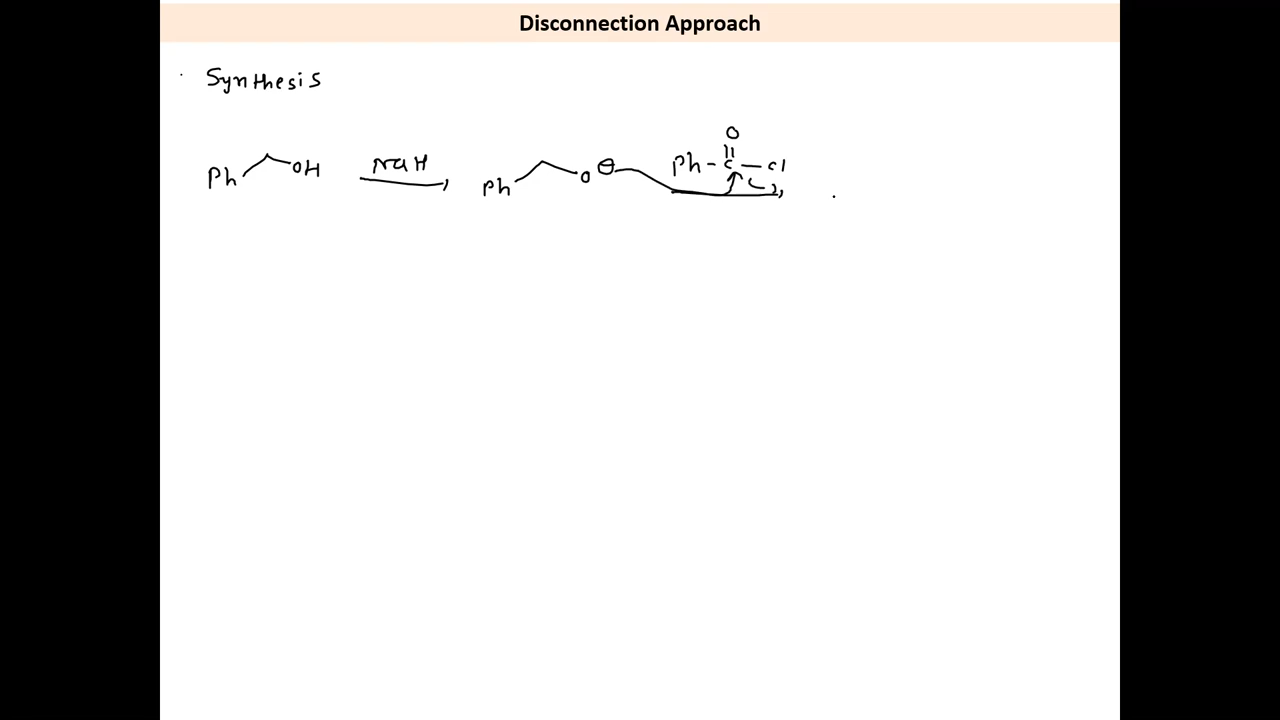 Disconnection Approach
Synthesis
O
Ph OH NaH Ph O ⊖ Ph-C-Cl